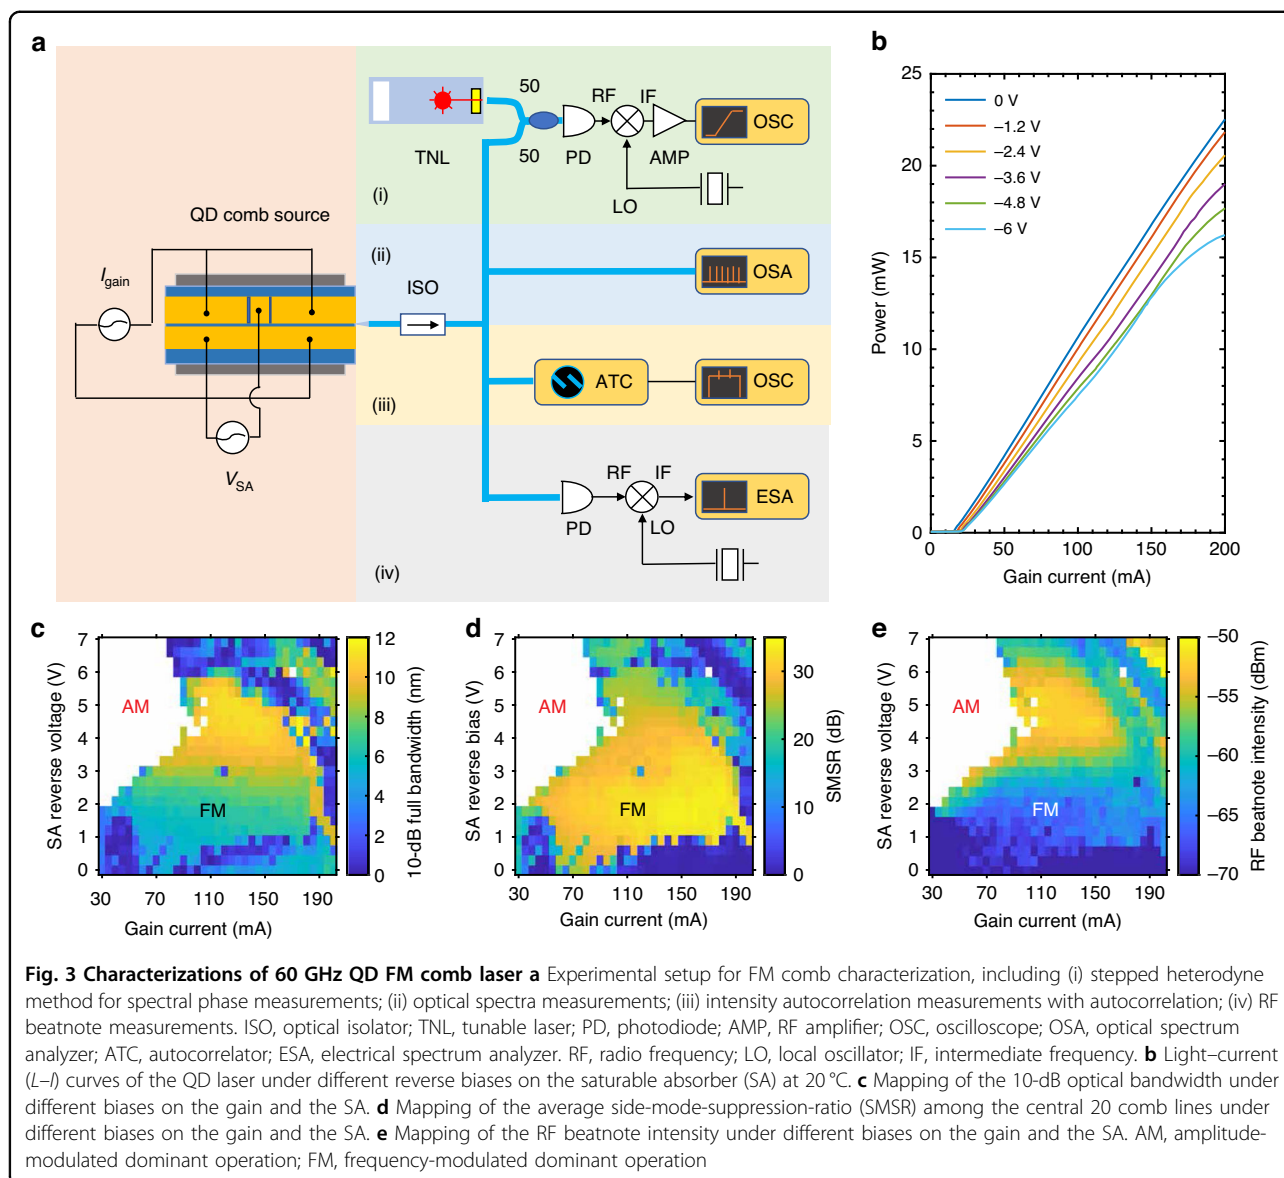 a
50
RF
IF
OSC
TNL
50
PD
AMP
(i)
LO
QD comb source
(ii)
OSA
I gain
ISO
ATC
OSC
(iii)
RF
IF
ESA
V SA
PD
LO
(iv)
b
25
20
15
10
5
0
Power (mW)
0 V
–1.2 V
–2.4 V
–3.6 V
–4.8 V
–6 V
0 50 100 150 200
Gain current (mA)
c
7
6
5
4
3
2
1
0
SA reverse voltage (V)
AM
FM
30 70 110 150 190
Gain current (mA)
12
10
8
6
4
2
0
10-dB full bandwidth (nm)
d
7
6
5
4
3
2
1
0
SA reverse bias (V)
AM
FM
30 70 110 150 190
Gain current (mA)
30
20
10
0
SMSR (dB)
e
7
6
5
4
3
2
1
0
SA reverse voltage (V)
AM
FM
30 70 110 150 190
Gain current (mA)
–50
–55
–60
–65
–70
RF beatnote intensity (dBm)
Fig. 3 Characterizations of 60 GHz QD FM comb laser a Experimental setup for FM comb characterization, including (i) stepped heterodyne
method for spectral phase measurements; (ii) optical spectra measurements; (iii) intensity autocorrelation measurements with autocorrelation; (iv) RF
beatnote measurements. ISO, optical isolator; TNL, tunable laser; PD, photodiode; AMP, RF amplifier; OSC, oscilloscope; OSA, optical spectrum
analyzer; ATC, autocorrelator; ESA, electrical spectrum analyzer. RF, radio frequency; LO, local oscillator; IF, intermediate frequency. b Light–current
(L–I) curves of the QD laser under different reverse biases on the saturable absorber (SA) at 20 °C. c Mapping of the 10-dB optical bandwidth under
different biases on the gain and the SA. d Mapping of the average side-mode-suppression-ratio (SMSR) among the central 20 comb lines under
different biases on the gain and the SA. e Mapping of the RF beatnote intensity under different biases on the gain and the SA. AM, amplitude-
modulated dominant operation; FM, frequency-modulated dominant operation